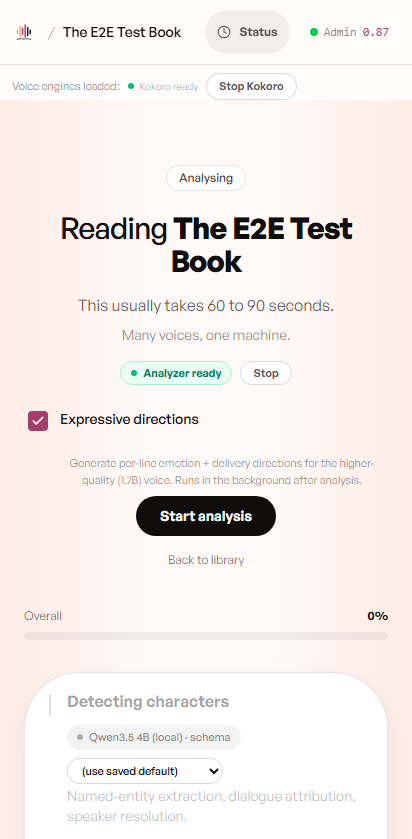 / The E2E Test Book
Status
Admin 0.87
Voice engines loaded: Kokoro ready Stop Kokoro
Analysing
Reading The E2E Test
Book
This usually takes 60 to 90 seconds.
Many voices, one machine.
Analyzer ready Stop
Expressive directions
Generate per-line emotion + delivery directions for the higher-
quality (1.7B) voice. Runs in the background after analysis.
Start analysis
Back to library
Overall 0%
Detecting characters
Qwen3.5 4B (local) · schema
(use saved default)
Named-entity extraction, dialogue attribution,
speaker resolution.